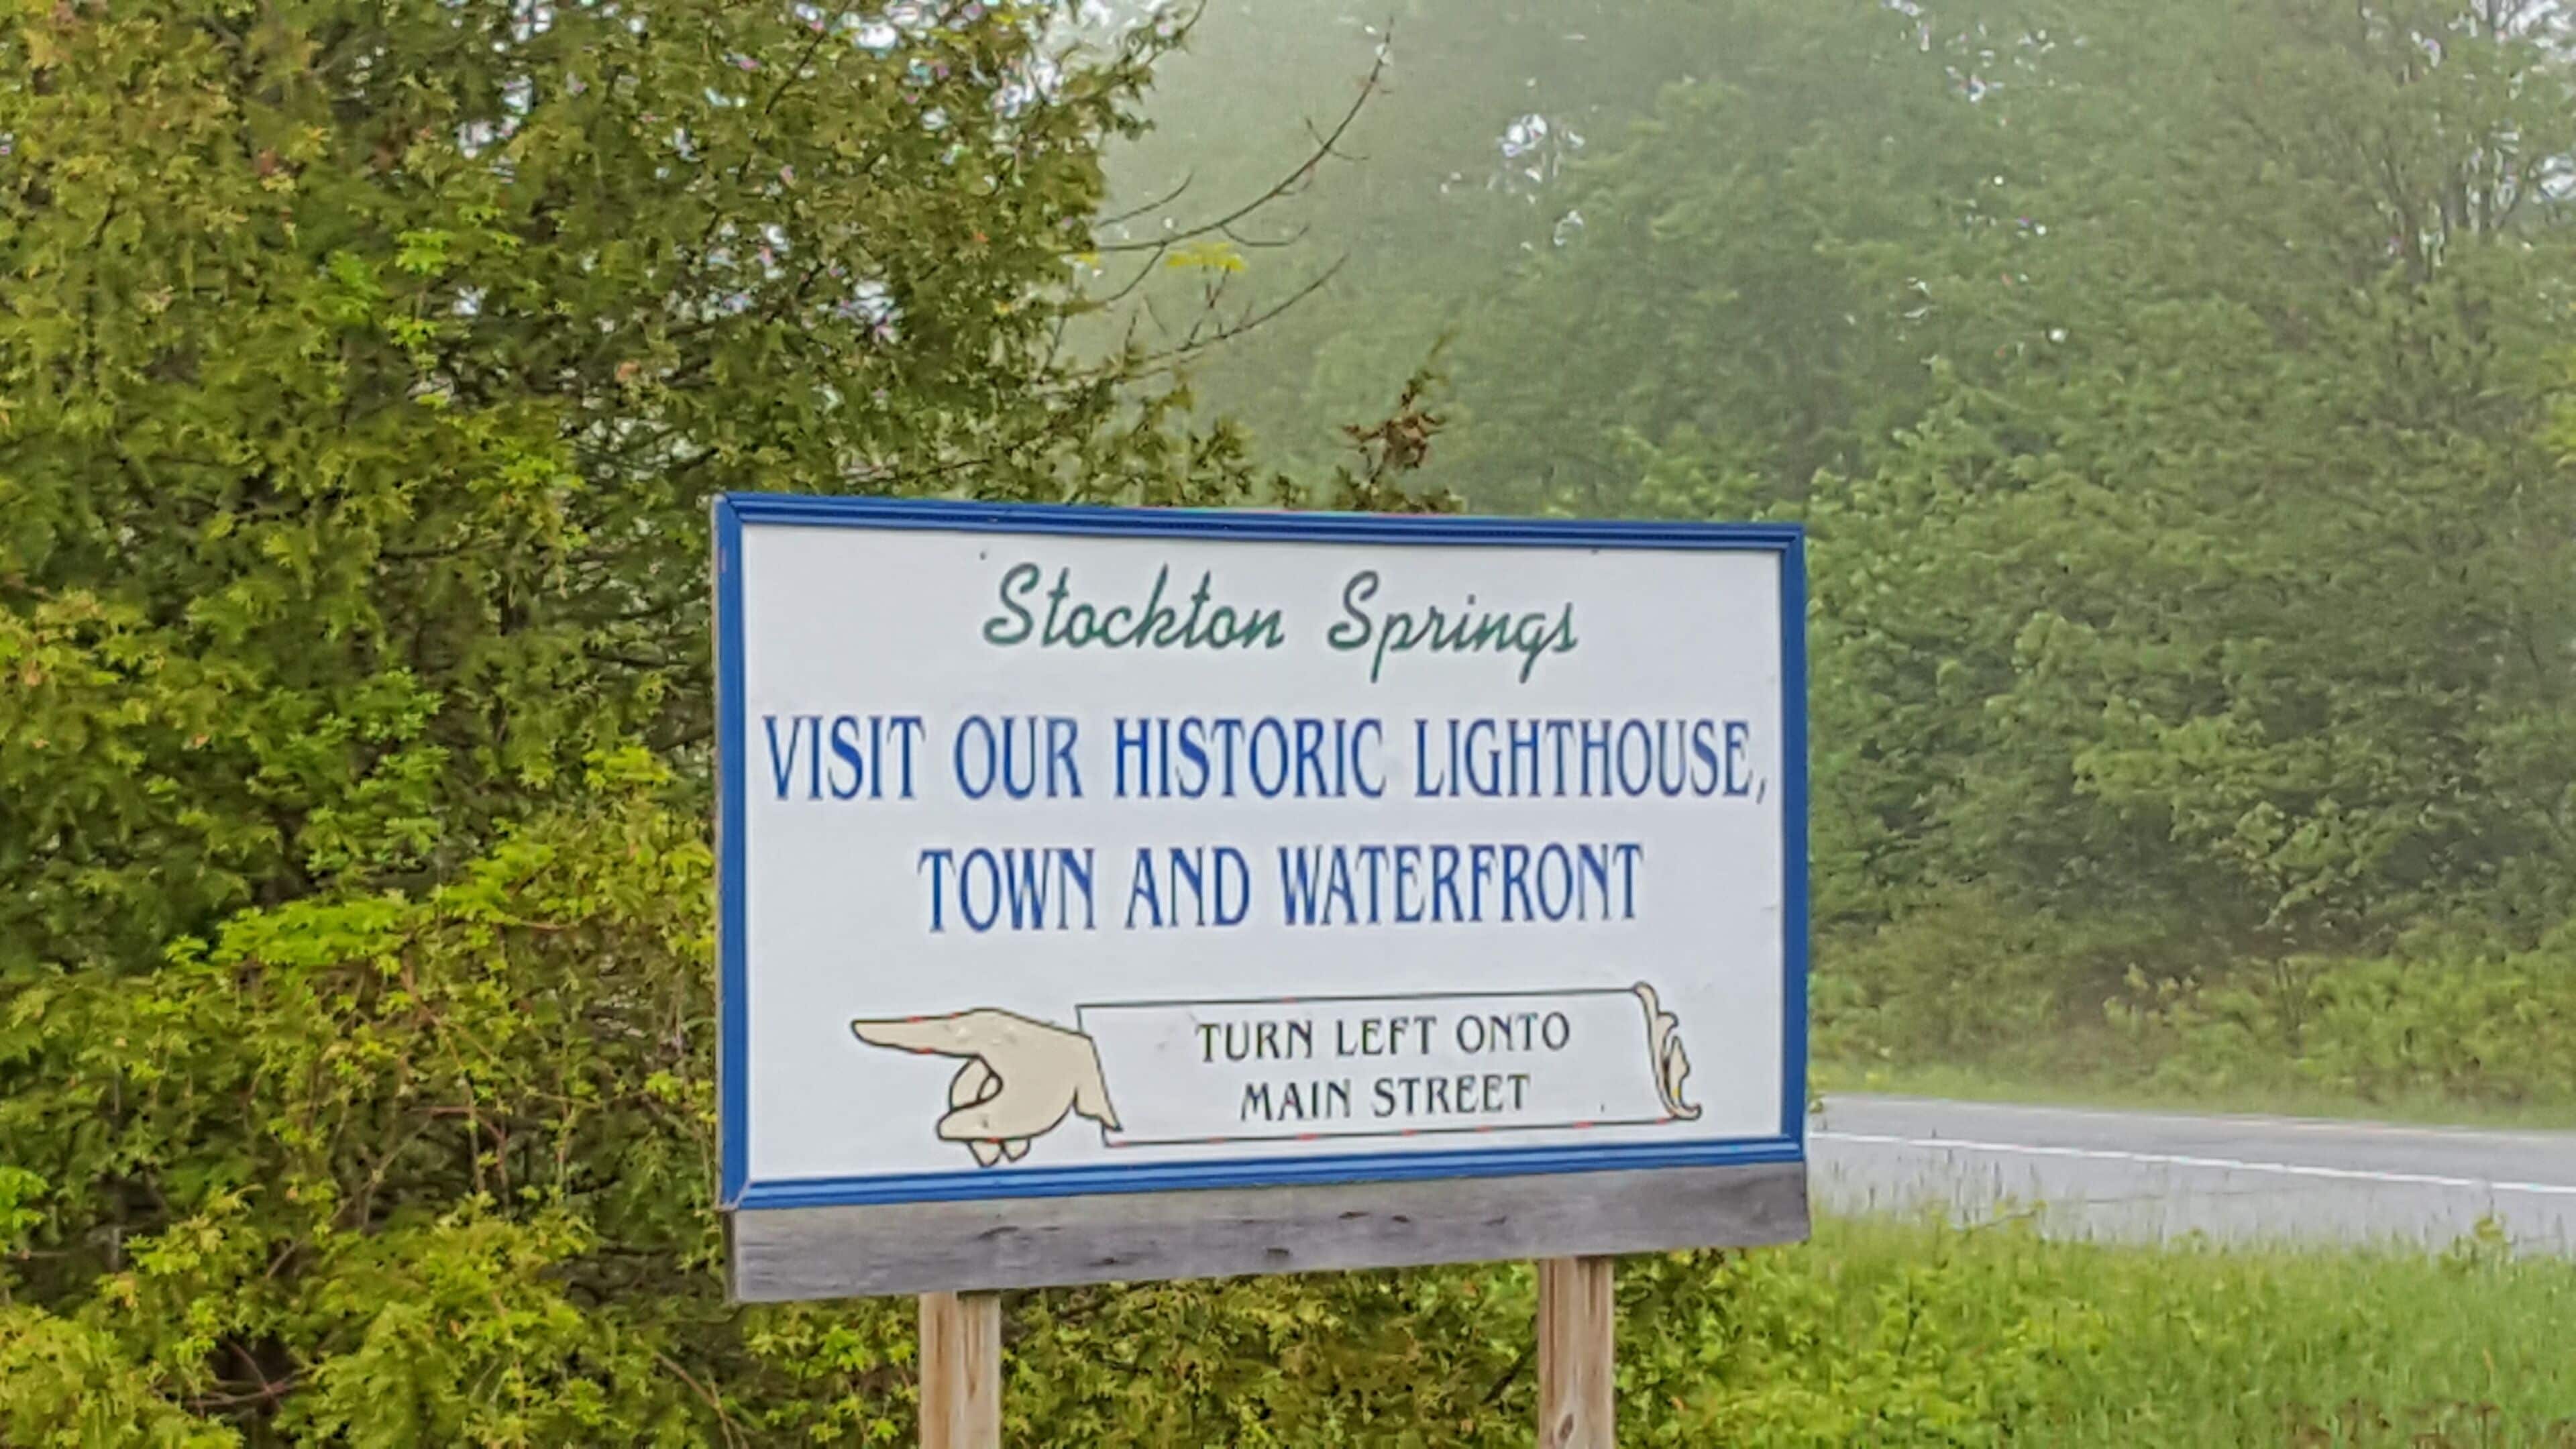 Stockton Springs
VISIT OUR HISTORIC LIGHTHOUSE,
TOWN AND WATERFRONT
TURN LEFT ONTO
MAIN STREET